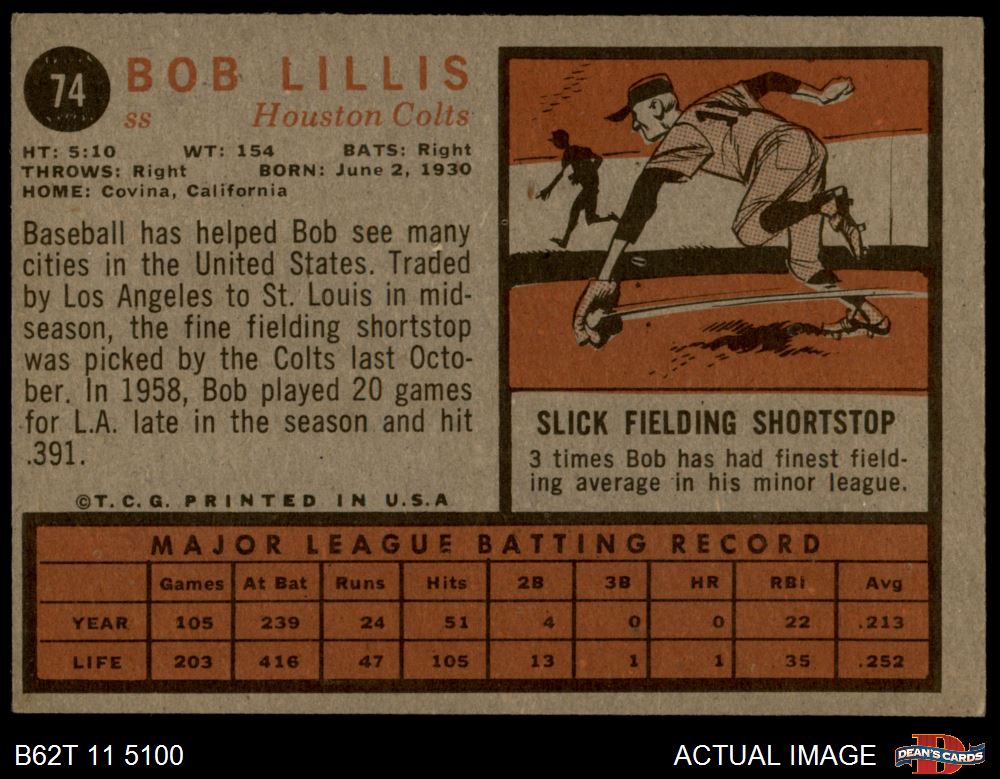 74
BOB LILLIS
ss Houston Colts
HT: 5:10 WT: 154 BATS: Right
THROWS: Right BORN: June 2, 1930
HOME: Covina, California
Baseball has helped Bob see many
cities in the United States. Traded
by Los Angeles to St. Louis in mid-
season, the fine fielding shortstop
was picked by the Colts last Octo-
ber. In 1958, Bob played 20 games
for L.A. late in the season and hit
.391.
©T.C.G. PRINTED IN U.S.A
SLICK FIELDING SHORTSTOP
3 times Bob has had finest field-
ing average in his minor league.
MAJOR LEAGUE BATTING RECORD
Games At Bat Runs Hits 2B 3B HR RBI Avg
YEAR 105 239 24 51 4 0 0 22 .213
LIFE 203 416 47 105 13 1 1 35 .252
B62T 11 5100
ACTUAL IMAGE
D
DEAN'S CARDS